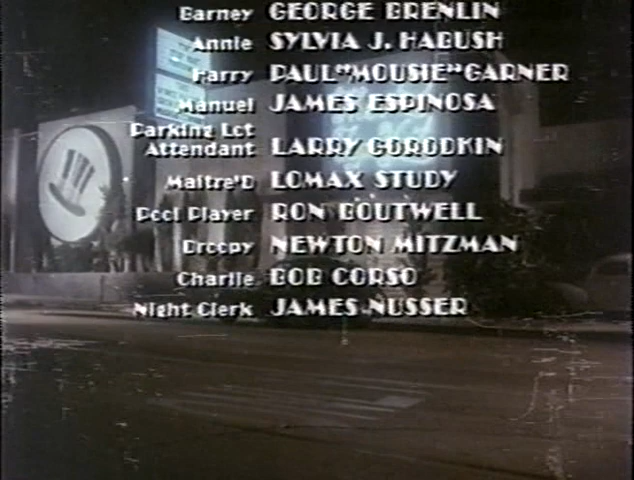 Barney GEORGE BRENLIN
Annie SYLVIA J. HABUSH
Harry PAUL "MOUSIE" GARNER
Manuel JAMES ESPINOSA
Parking Lot
Attendant LARRY GORODKIN
Maitre'D LOMAX STUDY
Pool Player RON BOUTWELL
Droopy NEWTON MITZMAN
Charlie BOB CORSO
Night Clerk JAMES NUSSER